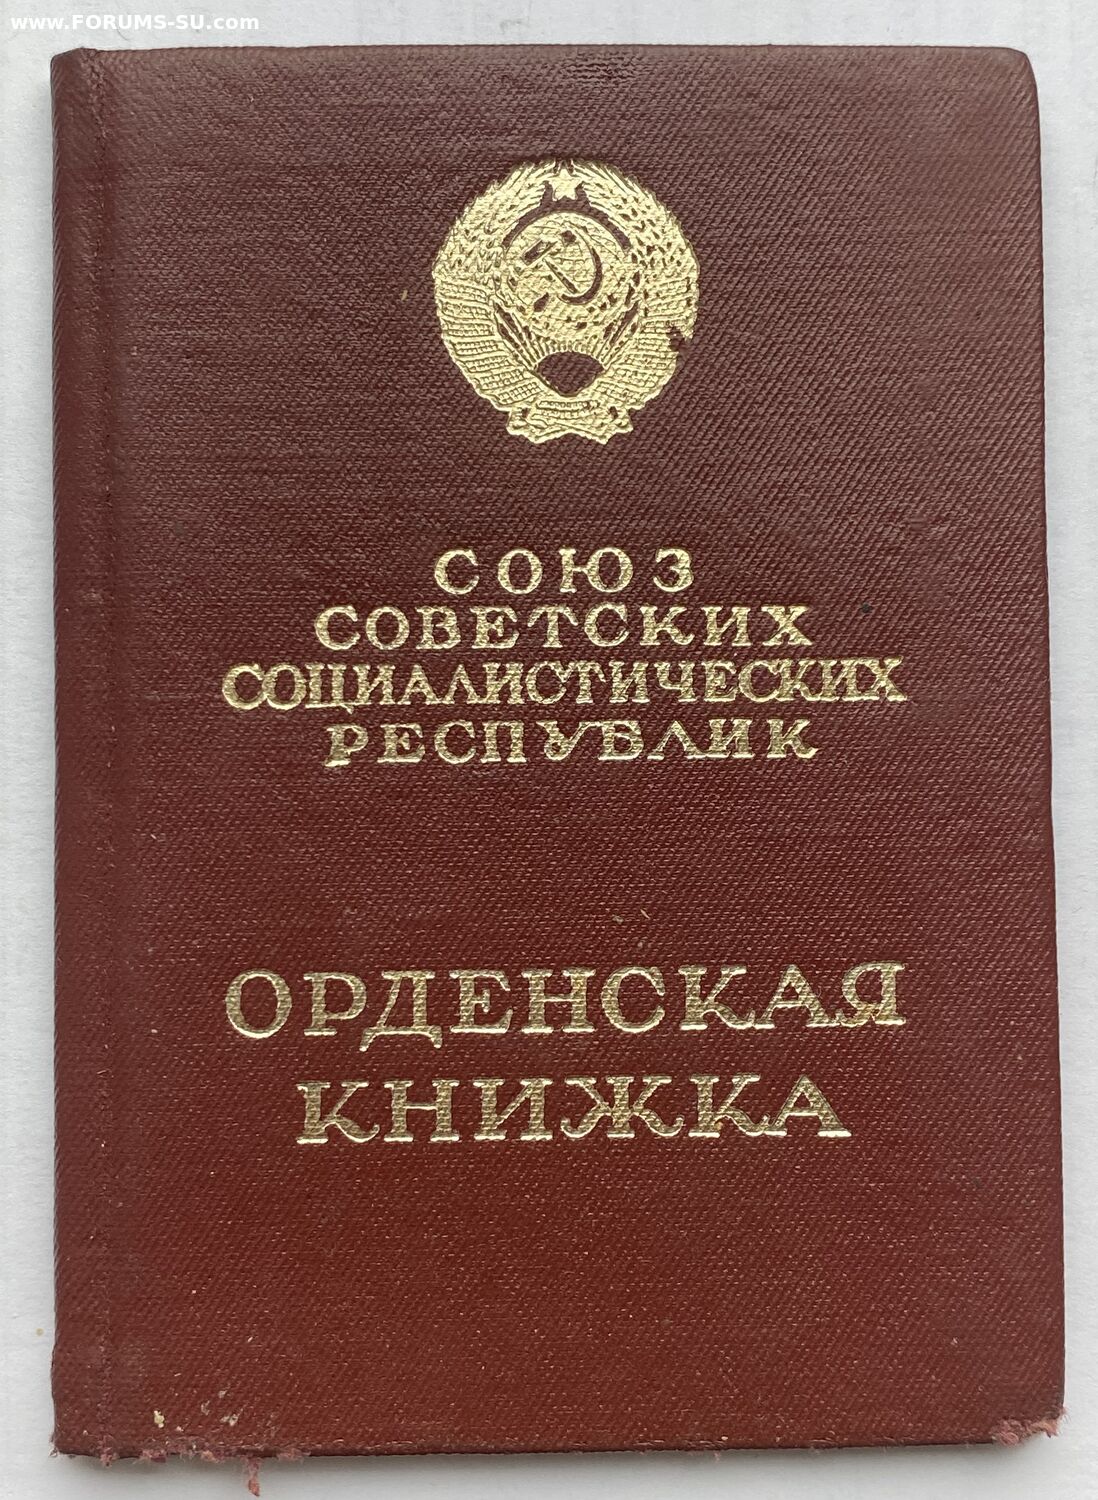 www.FORUMS-SU.com
СОЮЗ
СОВЕТСКИХ
СОЦИАЛИСТИЧЕСКИХ
РЕСПУБЛИК
ОРДЕНСКАЯ
КНИЖКА